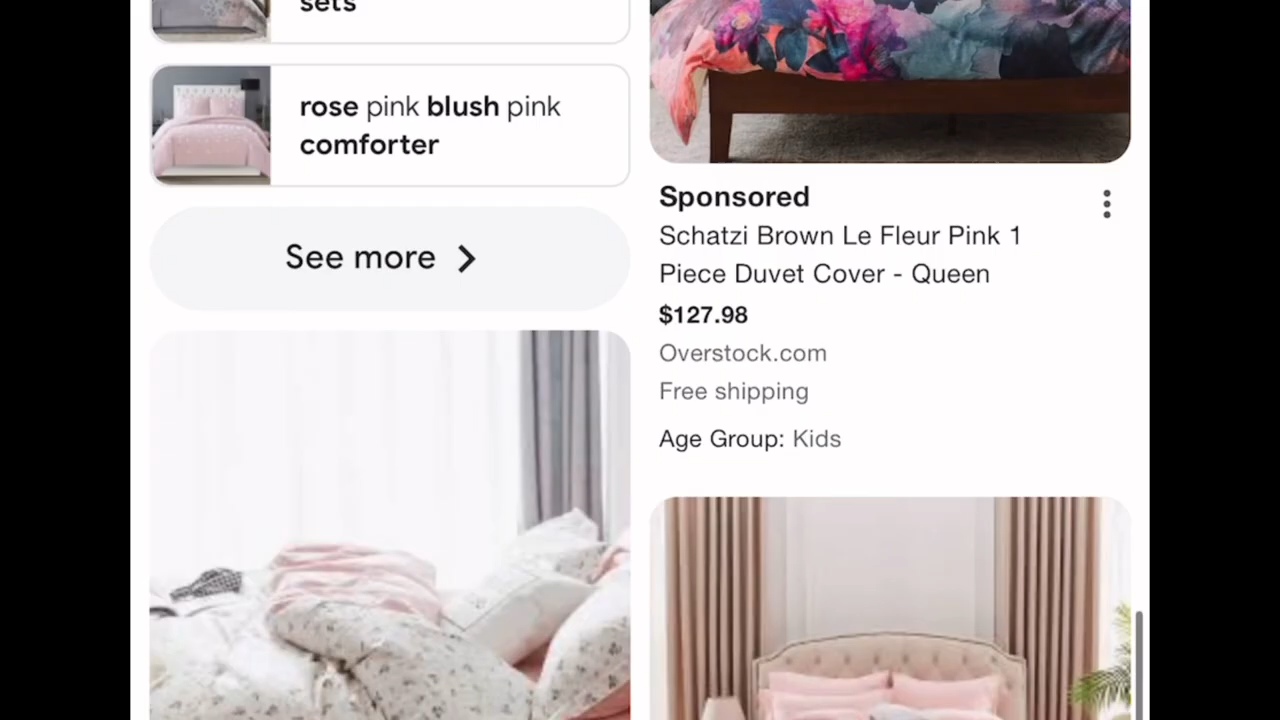 sets
rose pink blush pink
comforter
See more
Sponsored
Schatzi Brown Le Fleur Pink 1
Piece Duvet Cover - Queen
$127.98
Overstock.com
Free shipping
Age Group: Kids